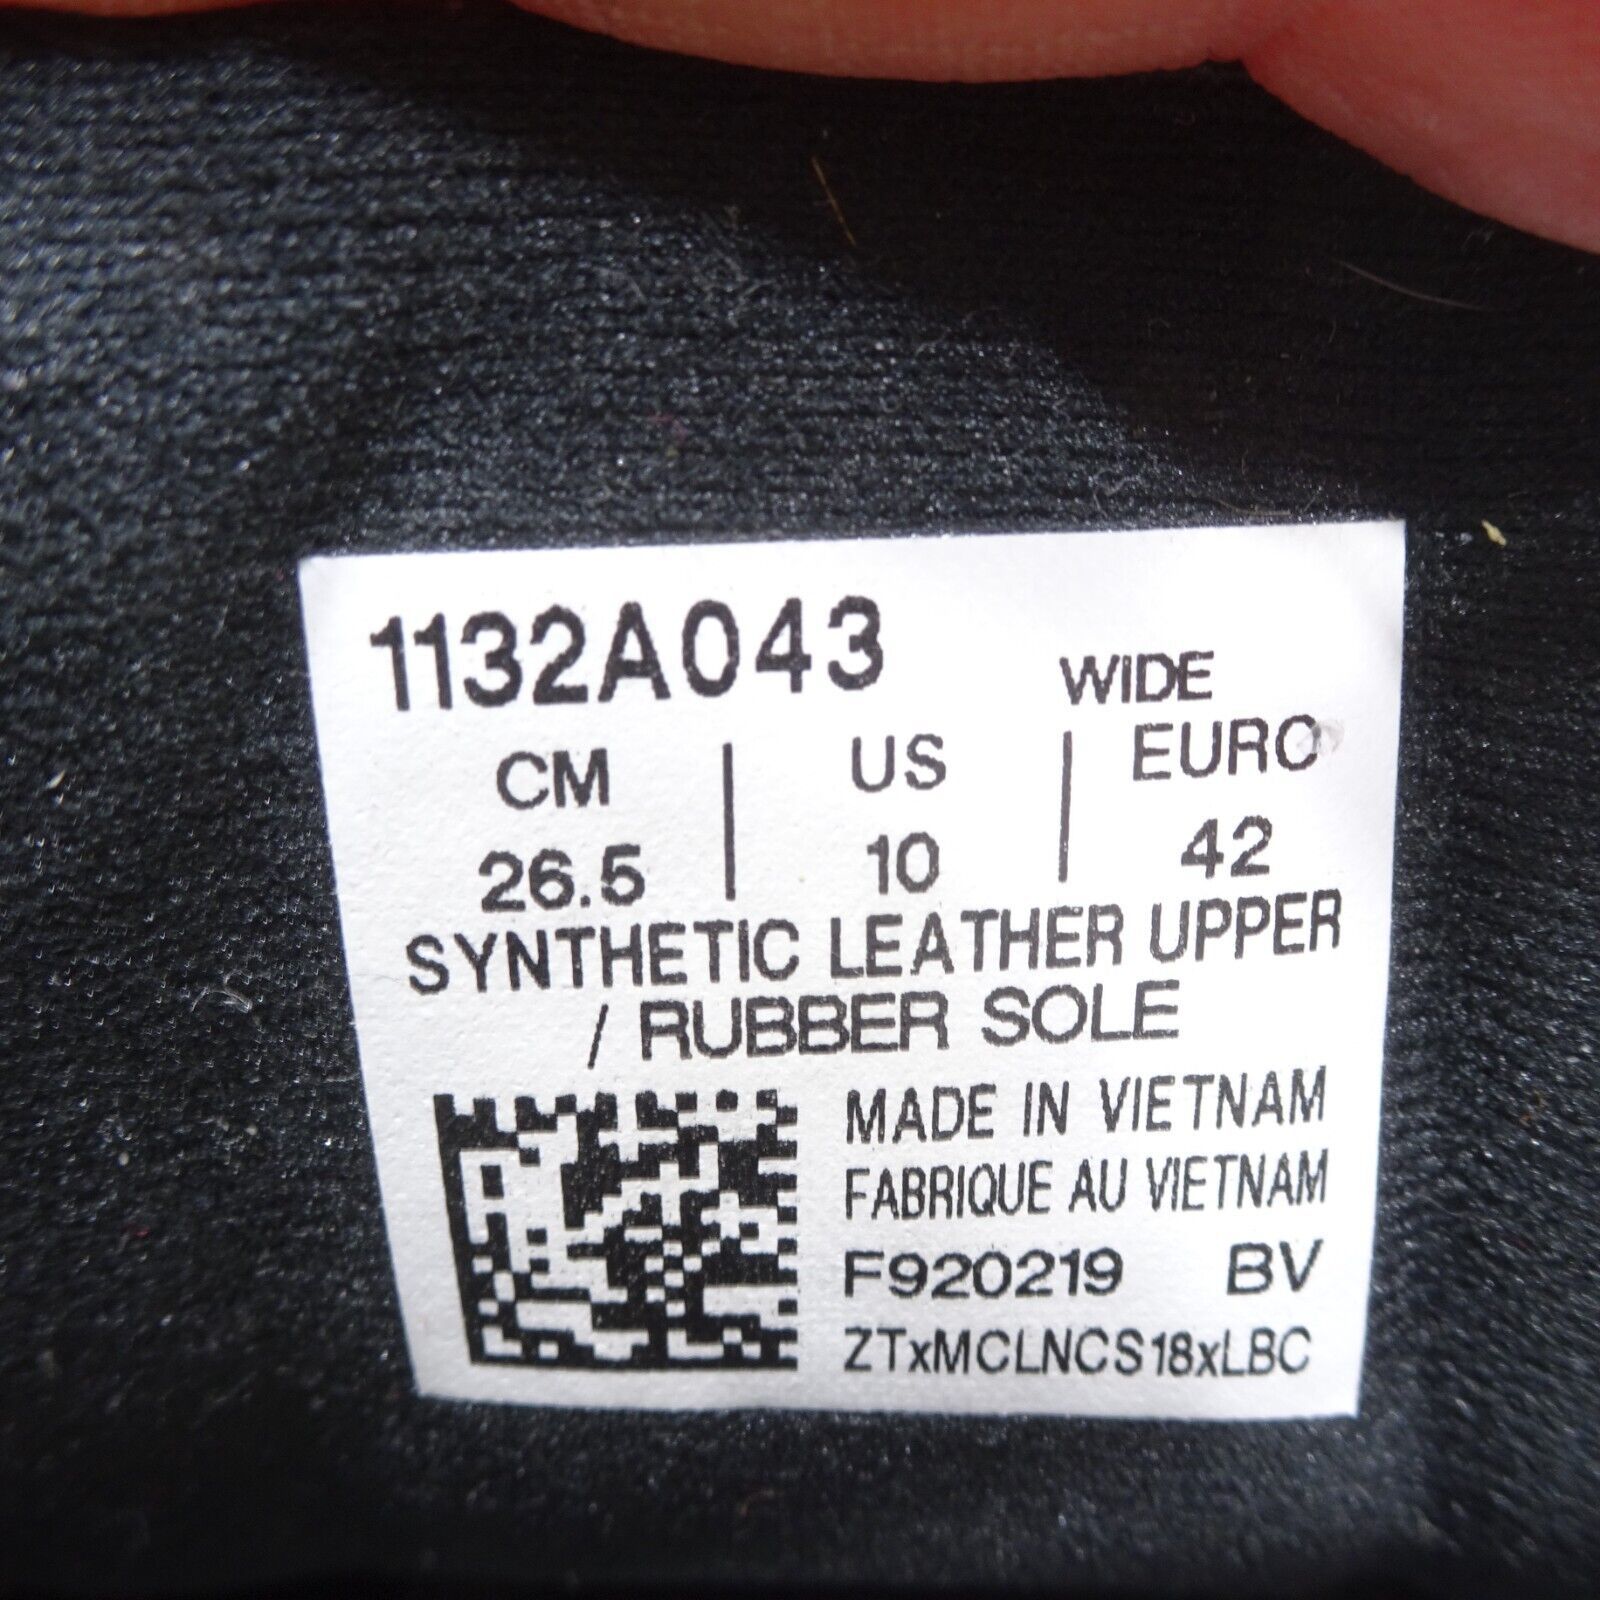 1132A043 WIDE
CM | US | EURO
26.5 | 10 | 42
SYNTHETIC LEATHER UPPER
/ RUBBER SOLE
MADE IN VIETNAM
FABRIQUE AU VIETNAM
F920219 BV
ZTxMCLNCS18xLBC